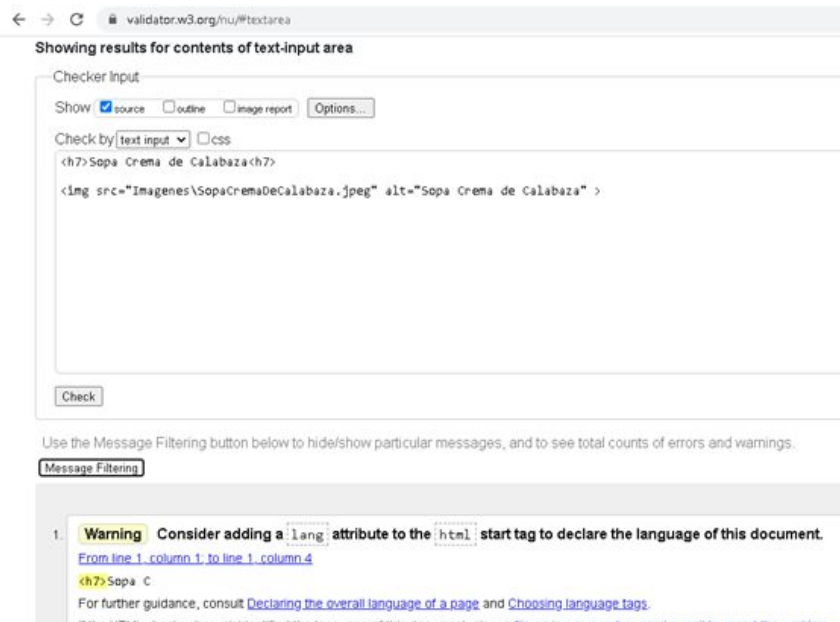 validator.w3.org/nu/#textarea
Showing results for contents of text-input area
Checker Input
Show source outline image report Options...
Check by text input css
<h7>Sopa Crema de Calabaza<h7>
<img src="Imagenes\SopaCremaDeCalabaza.jpeg" alt="Sopa Crema de Calabaza" >
Check
Use the Message Filtering button below to hide/show particular messages, and to see total counts of errors and warnings.
Message Filtering
1. Warning Consider adding a lang attribute to the html start tag to declare the language of this document.
From line 1, column 1; to line 1, column 4
<h7>Sopa C
For further guidance, consult Declaring the overall language of a page and Choosing language tags.